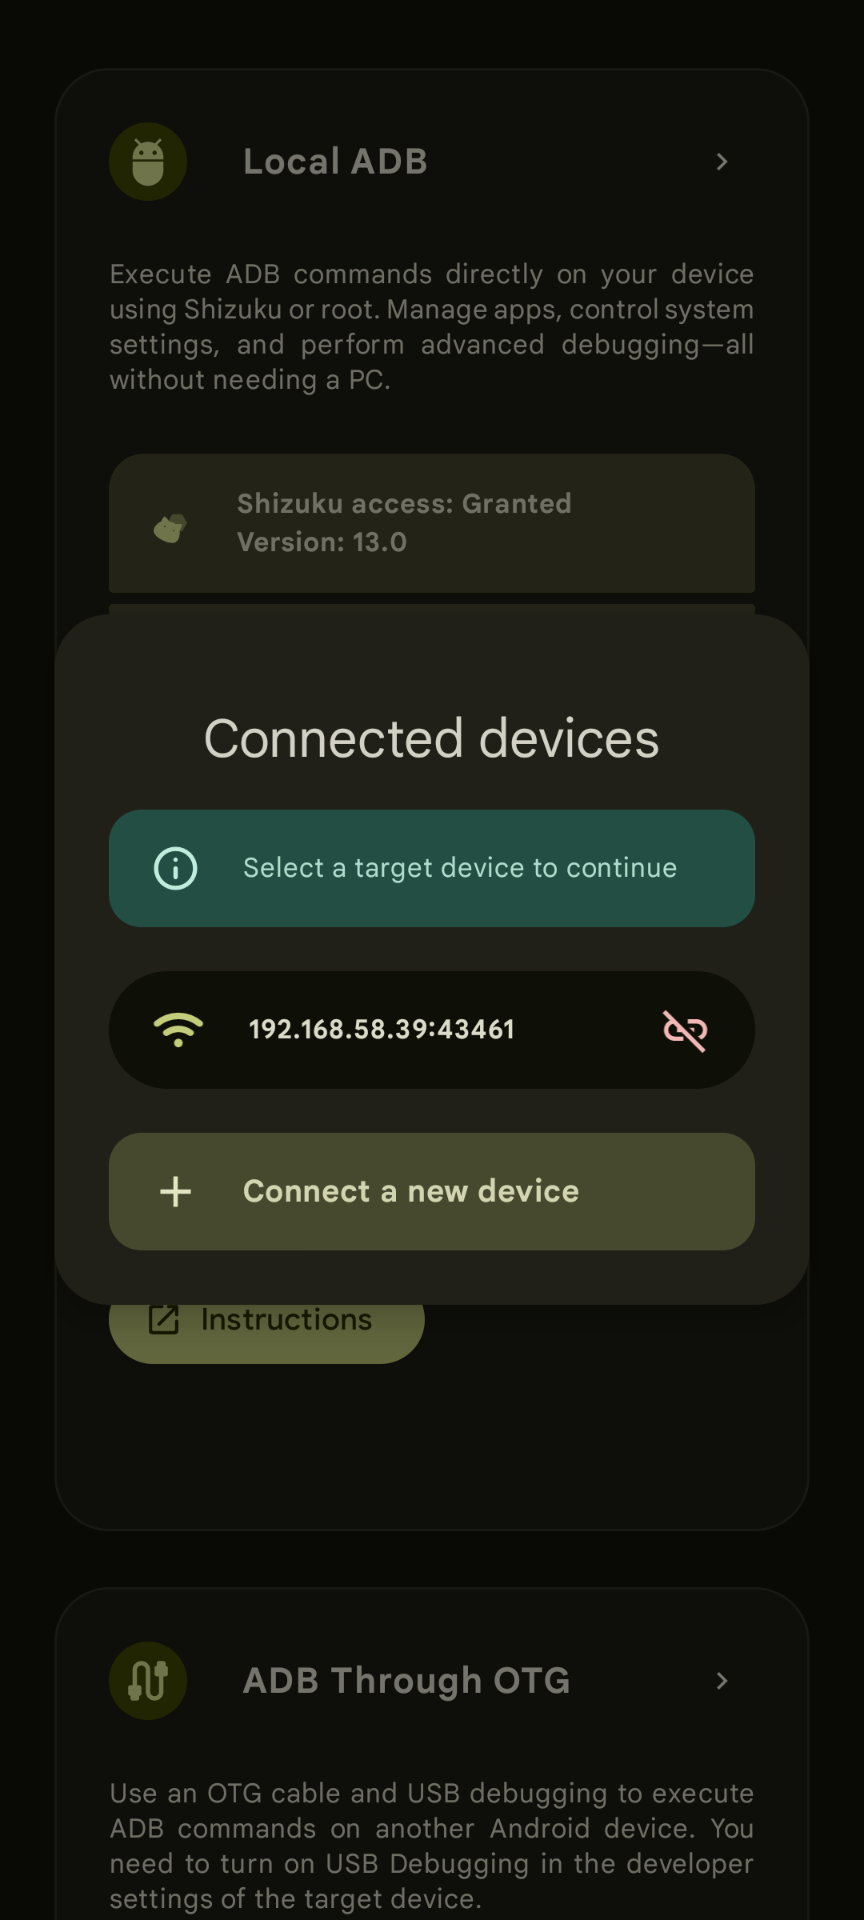 Local ADB
Execute ADB commands directly on your device
using Shizuku or root. Manage apps, control system
settings, and perform advanced debugging—all
without needing a PC.
Shizuku access: Granted
Version: 13.0
Connected devices
Select a target device to continue
192.168.58.39:43461
Connect a new device
Instructions
ADB Through OTG
Use an OTG cable and USB debugging to execute
ADB commands on another Android device. You
need to turn on USB Debugging in the developer
settings of the target device.